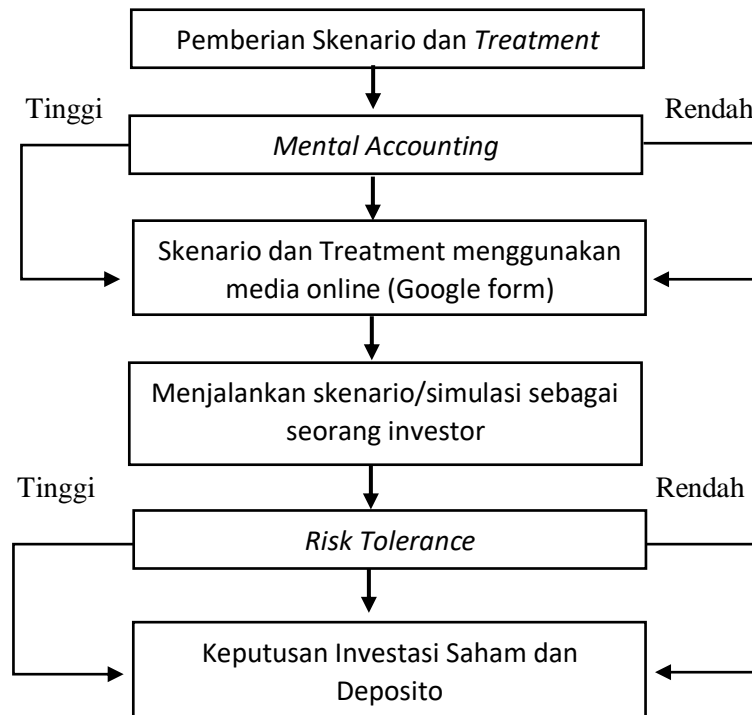 Pemberian Skenario dan Treatment
Tinggi
Rendah
Mental Accounting
Skenario dan Treatment menggunakan
media online (Google form)
Menjalankan skenario/simulasi sebagai
seorang investor
Tinggi
Rendah
Risk Tolerance
Keputusan Investasi Saham dan
Deposito